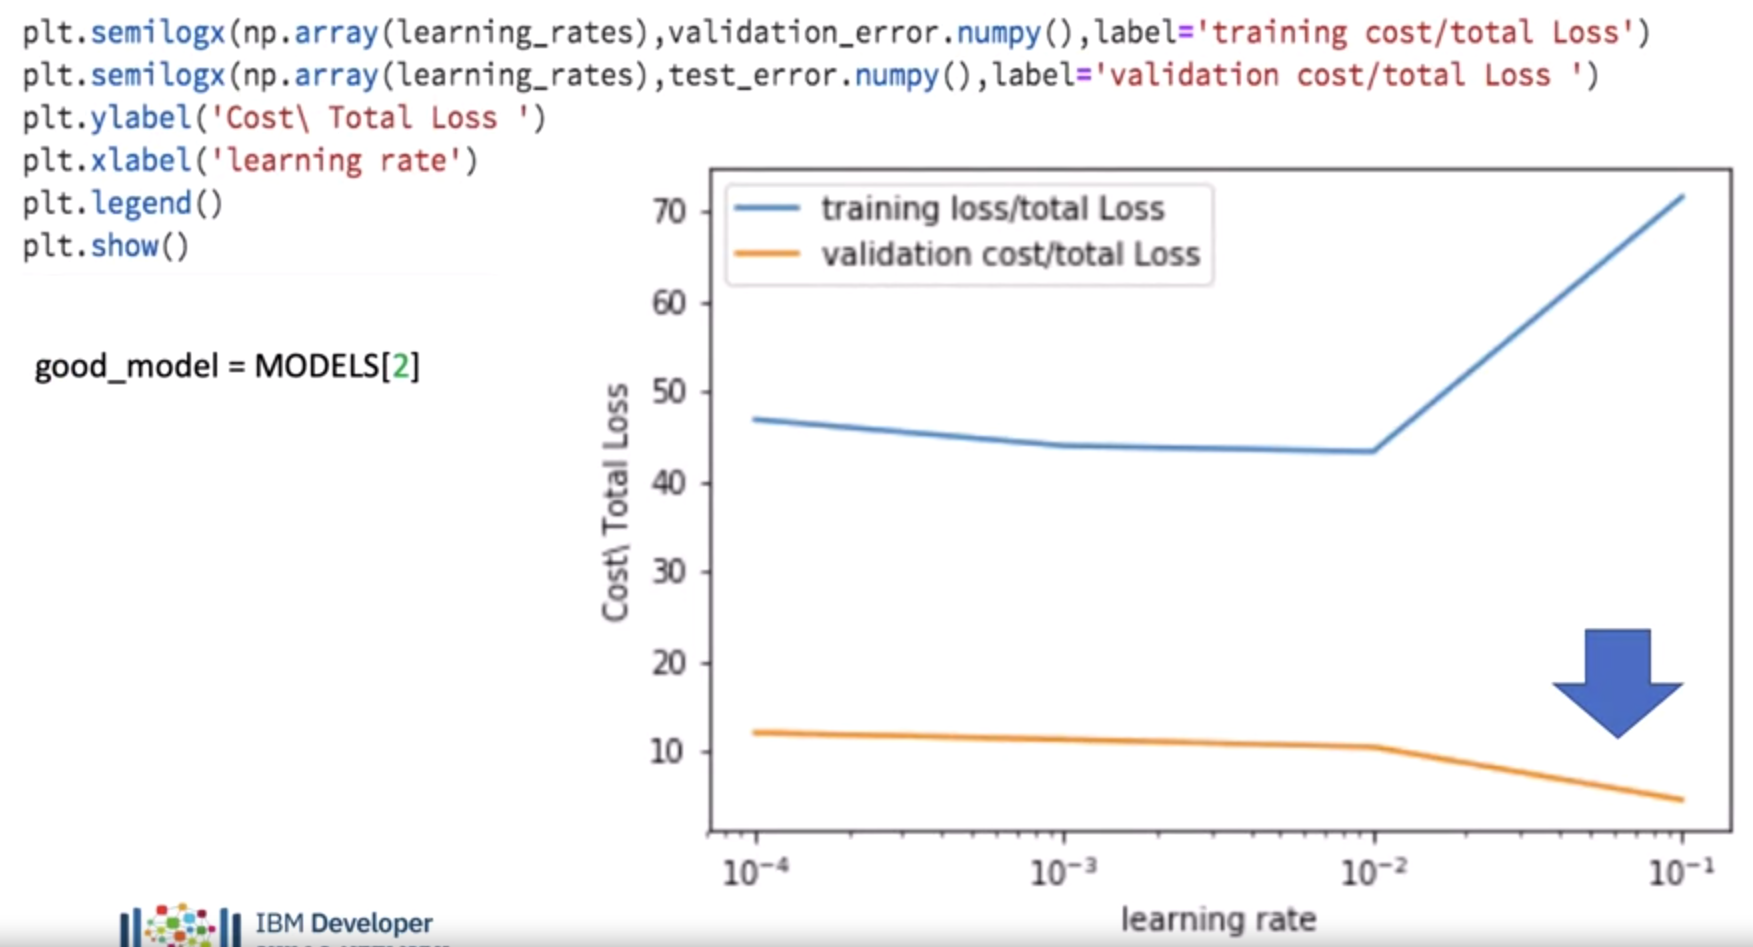 plt.semilogx(np.array(learning_rates),validation_error.numpy(),label='training cost/total Loss')
plt.semilogx(np.array(learning_rates),test_error.numpy(),label='validation cost/total Loss ')
plt.ylabel('Cost\ Total Loss ')
plt.xlabel('learning rate')
plt.legend()
plt.show()
good_model = MODELS[2]
training loss/total Loss
validation cost/total Loss
70
60
50
40
30
20
10
Cost\ Total Loss
10⁻⁴ 10⁻³ 10⁻² 10⁻¹
learning rate
IBM Developer